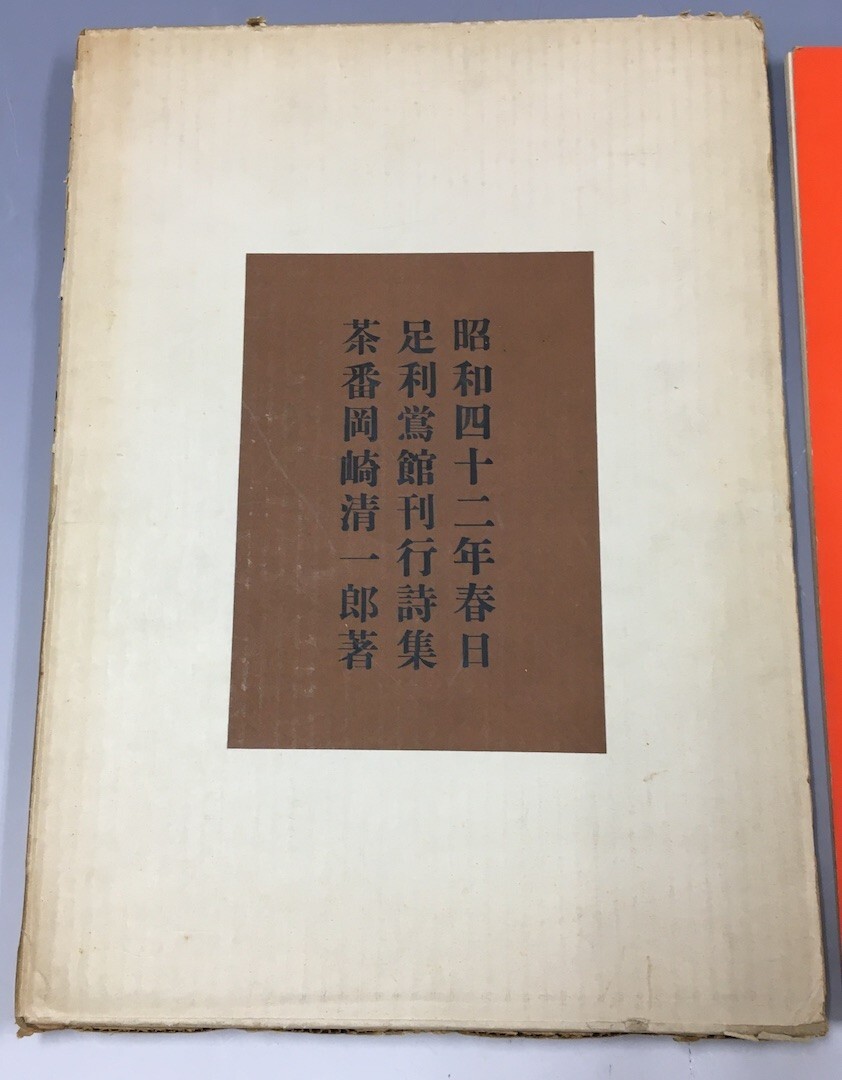 昭和四十二年春日
足利鶯館刊行詩集
茶番岡崎清一郎著